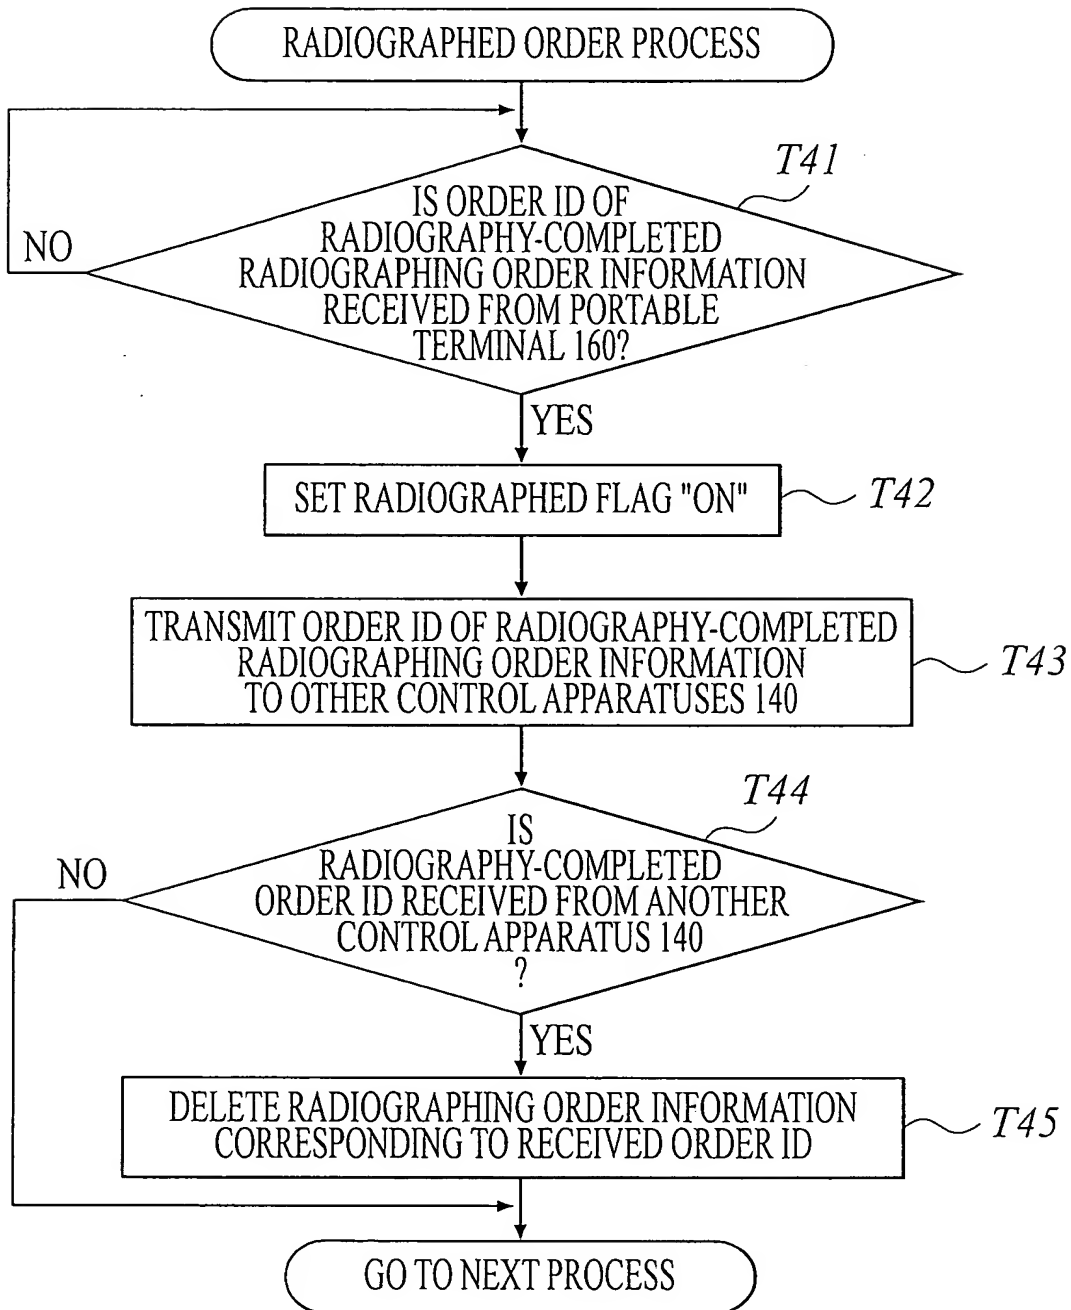 RADIOGRAPHED ORDER PROCESS
T41
IS ORDER ID OF
RADIOGRAPHY-COMPLETED
RADIOGRAPHING ORDER INFORMATION
RECEIVED FROM PORTABLE
TERMINAL 160?
NO
YES
SET RADIOGRAPHED FLAG "ON"
T42
TRANSMIT ORDER ID OF RADIOGRAPHY-COMPLETED
RADIOGRAPHING ORDER INFORMATION
TO OTHER CONTROL APPARATUSES 140
T43
T44
IS
RADIOGRAPHY-COMPLETED
ORDER ID RECEIVED FROM ANOTHER
CONTROL APPARATUS 140
?
NO
YES
DELETE RADIOGRAPHING ORDER INFORMATION
CORRESPONDING TO RECEIVED ORDER ID
T45
GO TO NEXT PROCESS